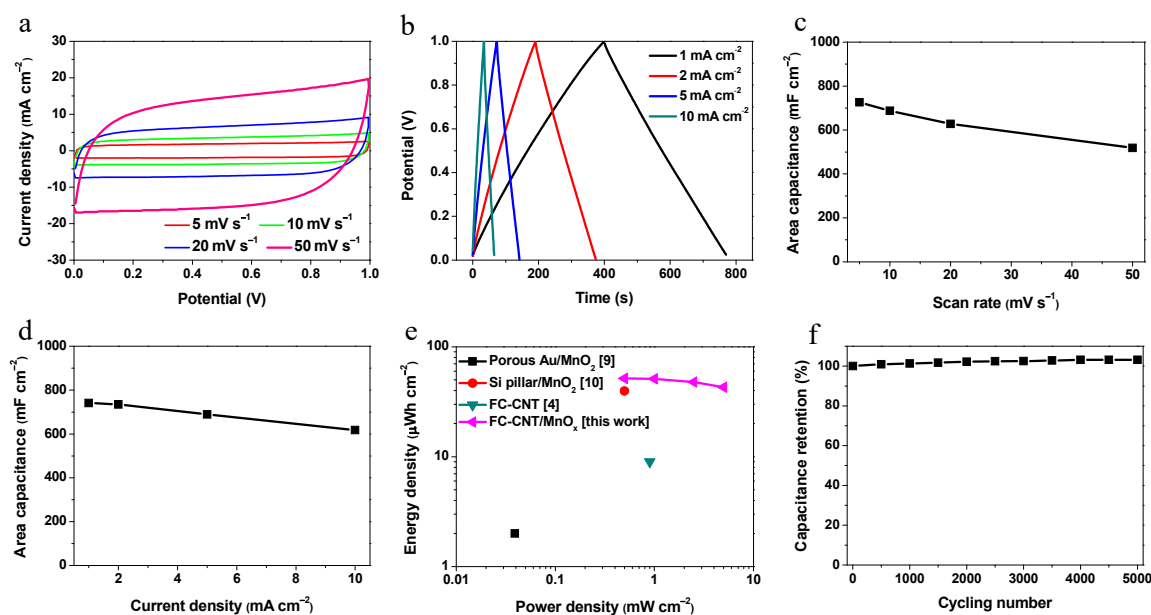 a
Current density (mA cm⁻²)
30
20
10
0
-10
-20
-30
0.0 0.2 0.4 0.6 0.8 1.0
5 mV s⁻¹
10 mV s⁻¹
20 mV s⁻¹
50 mV s⁻¹
Potential (V)
b
Potential (V)
1.0
0.8
0.6
0.4
0.2
0.0
0 200 400 600 800
1 mA cm⁻²
2 mA cm⁻²
5 mA cm⁻²
10 mA cm⁻²
Time (s)
c
Area capacitance (mF cm⁻²)
1000
800
600
400
200
0
10 20 30 40 50
Scan rate (mV s⁻¹)
d
Area capacitance (mF cm⁻²)
1000
800
600
400
200
0
2 4 6 8 10
Current density (mA cm⁻²)
e
Energy density (µWh cm⁻²)
100
10
1
0.01 0.1 1 10
Porous Au/MnO₂ [9]
Si pillar/MnO₂ [10]
FC-CNT [4]
FC-CNT/MnOₓ [this work]
Power density (mW cm⁻²)
f
Capacitance retention (%)
120
100
80
60
40
20
0
0 1000 2000 3000 4000 5000
Cycling number